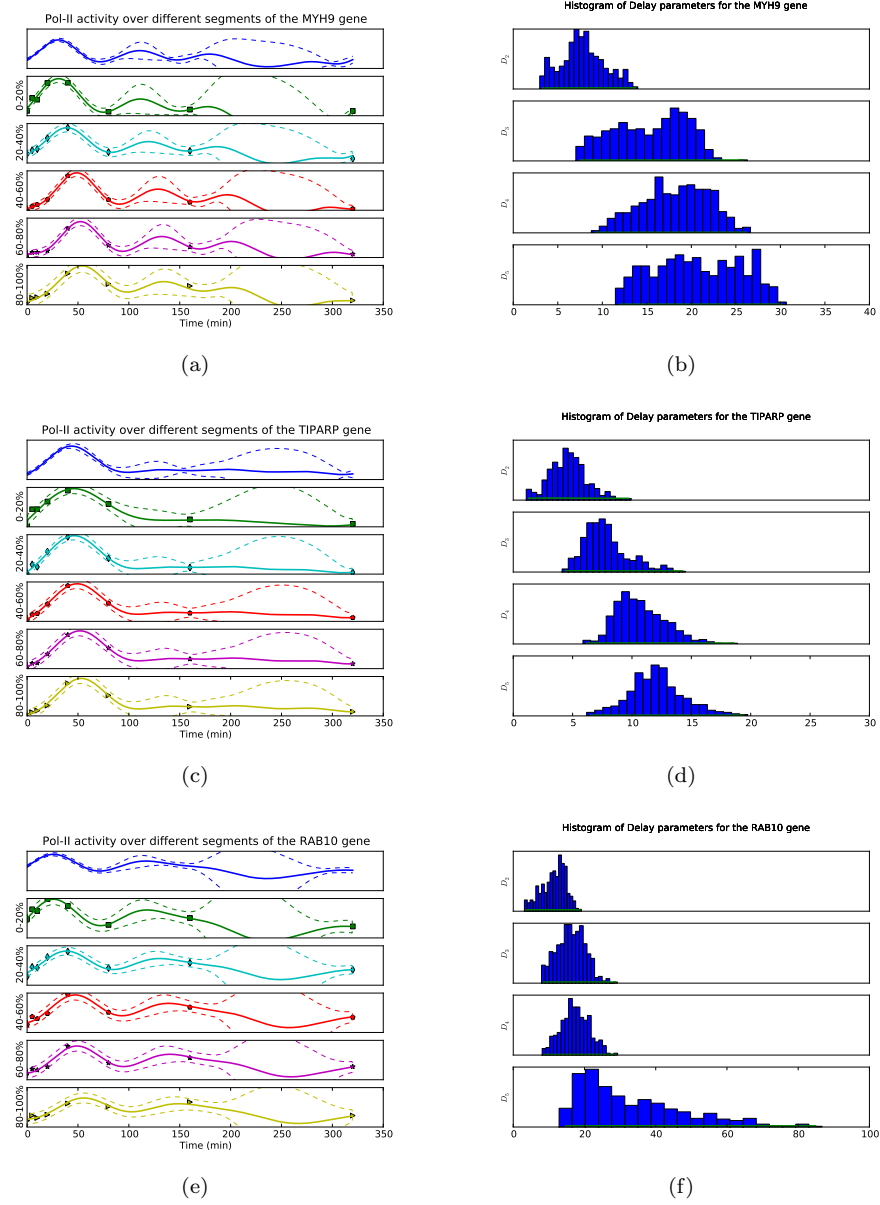 Pol-II activity over different segments of the MYH9 gene
0-20%
20-40%
40-60%
60-80%
80-100%
0 50 100 150 200 250 300 350
Time (min)
(a)
Histogram of Delay parameters for the MYH9 gene
D2
D3
D4
D5
0 5 10 15 20 25 30 35 40
(b)
Pol-II activity over different segments of the TIPARP gene
0-20%
20-40%
40-60%
60-80%
80-100%
0 50 100 150 200 250 300 350
Time (min)
(c)
Histogram of Delay parameters for the TIPARP gene
D2
D3
D4
D5
0 5 10 15 20 25 30
(d)
Pol-II activity over different segments of the RAB10 gene
0-20%
20-40%
40-60%
60-80%
80-100%
0 50 100 150 200 250 300 350
Time (min)
(e)
Histogram of Delay parameters for the RAB10 gene
D2
D3
D4
D5
0 20 40 60 80 100
(f)